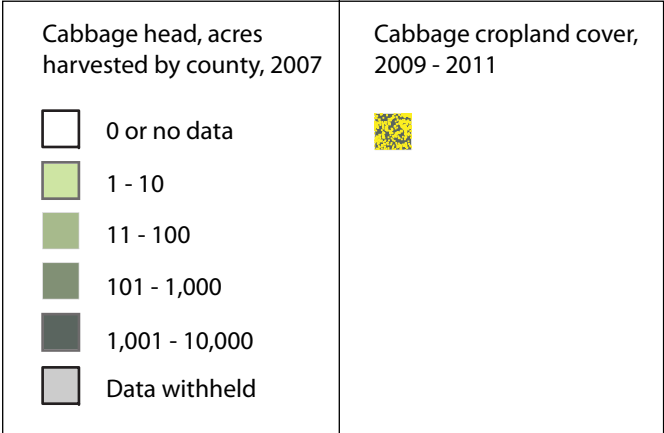 Cabbage head, acres
harvested by county, 2007
0 or no data
1 - 10
11 - 100
101 - 1,000
1,001 - 10,000
Data withheld
Cabbage cropland cover,
2009 - 2011